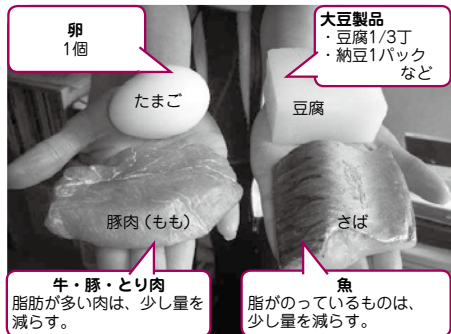 卵
1個
大豆製品
・豆腐1/3丁
・納豆1パック
など
たまご
豆腐
豚肉(もも)
さば
牛・豚・とり肉
脂肪が多い肉は、少し量を
減らす。
魚
脂がのっているものは、
少し量を減らす。